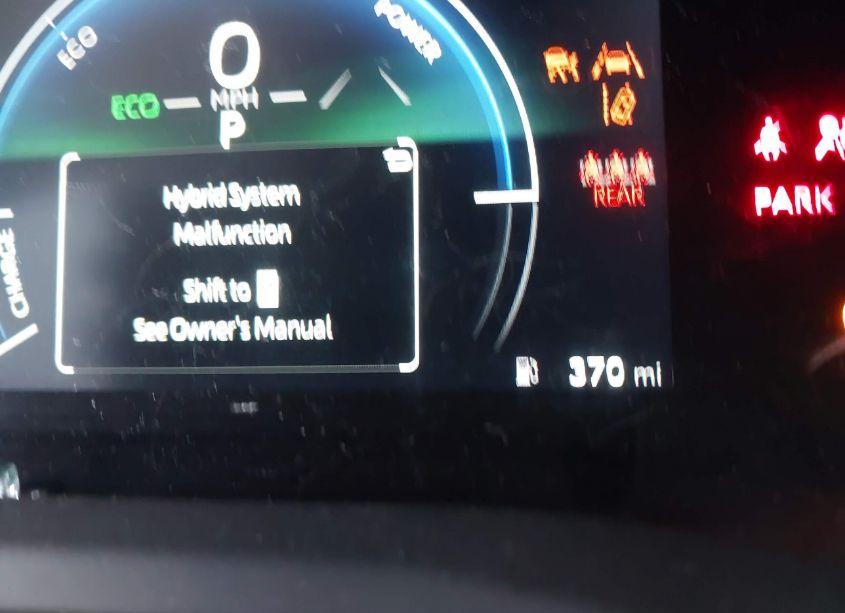 ECO
POWER
0
ECO
MPH
P
Hybrid System
Malfunction
Shift to P
See Owner's Manual
CHARGE
REAR
PARK
370 mi